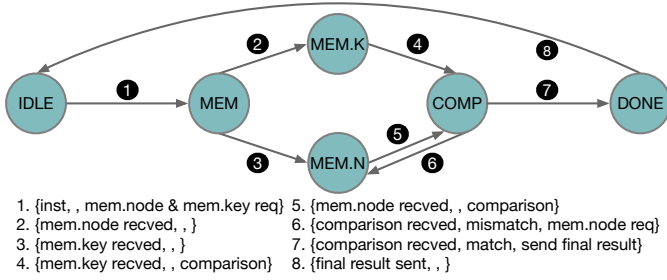 2
MEM.K
4
8
IDLE
1
MEM
COMP
7
DONE
3
MEM.N
5
6
1. {inst, , mem.node & mem.key req}
2. {mem.node recved, , }
3. {mem.key recved, , }
4. {mem.key recved, , comparison}
5. {mem.node recved, , comparison}
6. {comparison recved, mismatch, mem.node req}
7. {comparison recved, match, send final result}
8. {final result sent, , }